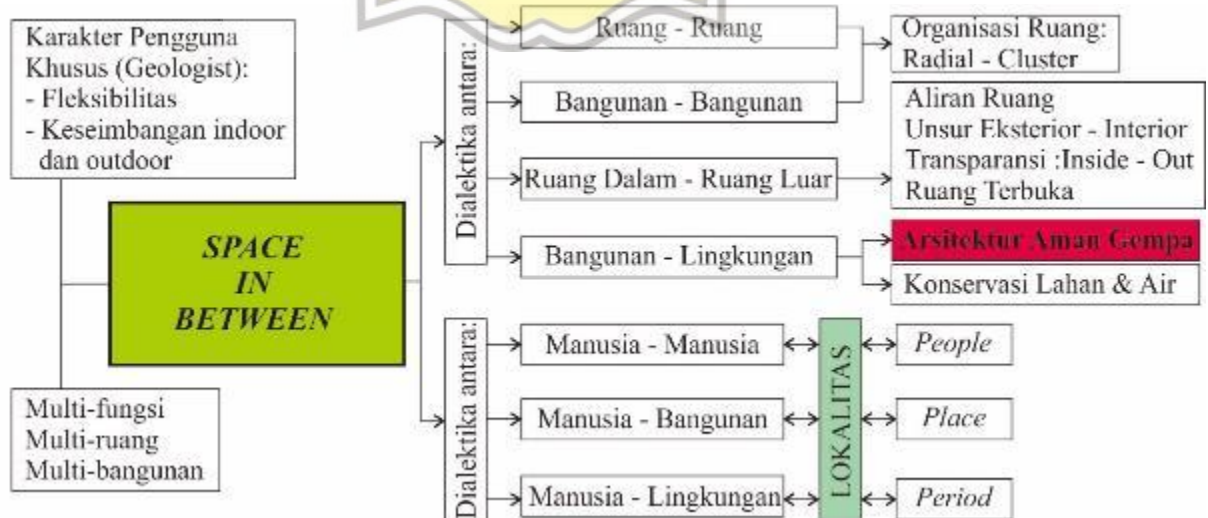 Karakter Pengguna
Khusus (Geologist):
- Fleksibilitas
- Keseimbangan indoor
dan outdoor
SPACE
IN
BETWEEN
Multi-fungsi
Multi-ruang
Multi-bangunan
Dialektika antara:
Ruang - Ruang
Bangunan - Bangunan
Ruang Dalam - Ruang Luar
Bangunan - Lingkungan
Organisasi Ruang:
Radial - Cluster
Aliran Ruang
Unsur Eksterior - Interior
Transparansi :Inside - Out
Ruang Terbuka
Arsitektur Aman Gempa
Konservasi Lahan & Air
Dialektika antara:
Manusia - Manusia
Manusia - Bangunan
Manusia - Lingkungan
LOKALITAS
People
Place
Period